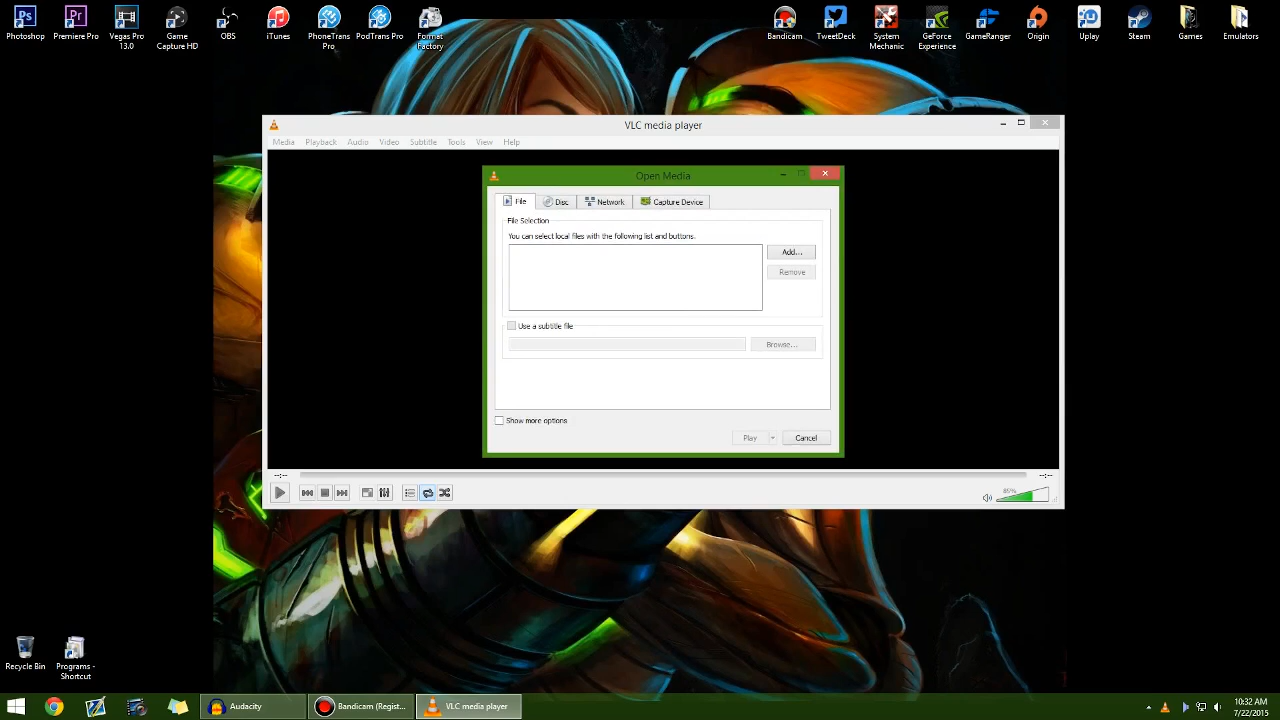 Photoshop
Premiere Pro
Vegas Pro
13.0
Game
Capture HD
OBS
iTunes
PhoneTrans
Pro
PodTrans Pro
Format
Factory
Bandicam
TweetDeck
System
Mechanic
GeForce
Experience
GameRanger
Origin
Uplay
Steam
Games
Emulators
VLC media player
Media Playback Audio Video Subtitle Tools View Help
Open Media
File Disc Network Capture Device
File Selection
You can select local files with the following list and buttons.
Add...
Remove
Use a subtitle file
Browse...
Show more options
Play Cancel
--:-- --:--
85%
Recycle Bin
Programs -
Shortcut
Audacity
Bandicam (Regist...
VLC media player
10:32 AM
7/22/2015